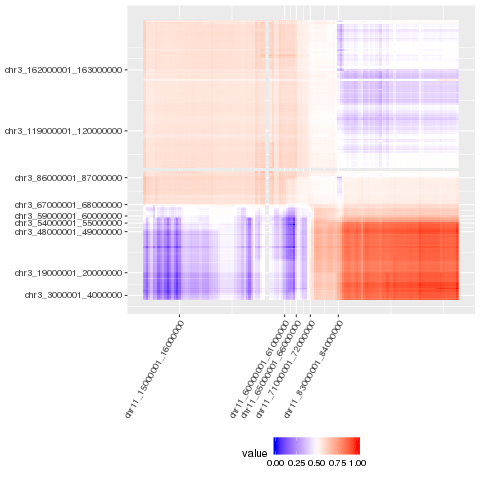 chr3_162000001_163000000
chr3_119000001_120000000
chr3_86000001_87000000
chr3_67000001_68000000
chr3_59000001_60000000
chr3_54000001_55000000
chr3_48000001_49000000
chr3_19000001_20000000
chr3_3000001_4000000
chr11_15000001_16000000
chr11_60000001_61000000
chr11_65000001_66000000
chr11_71000001_72000000
chr11_83000001_84000000
value
0.00 0.25 0.50 0.75 1.00